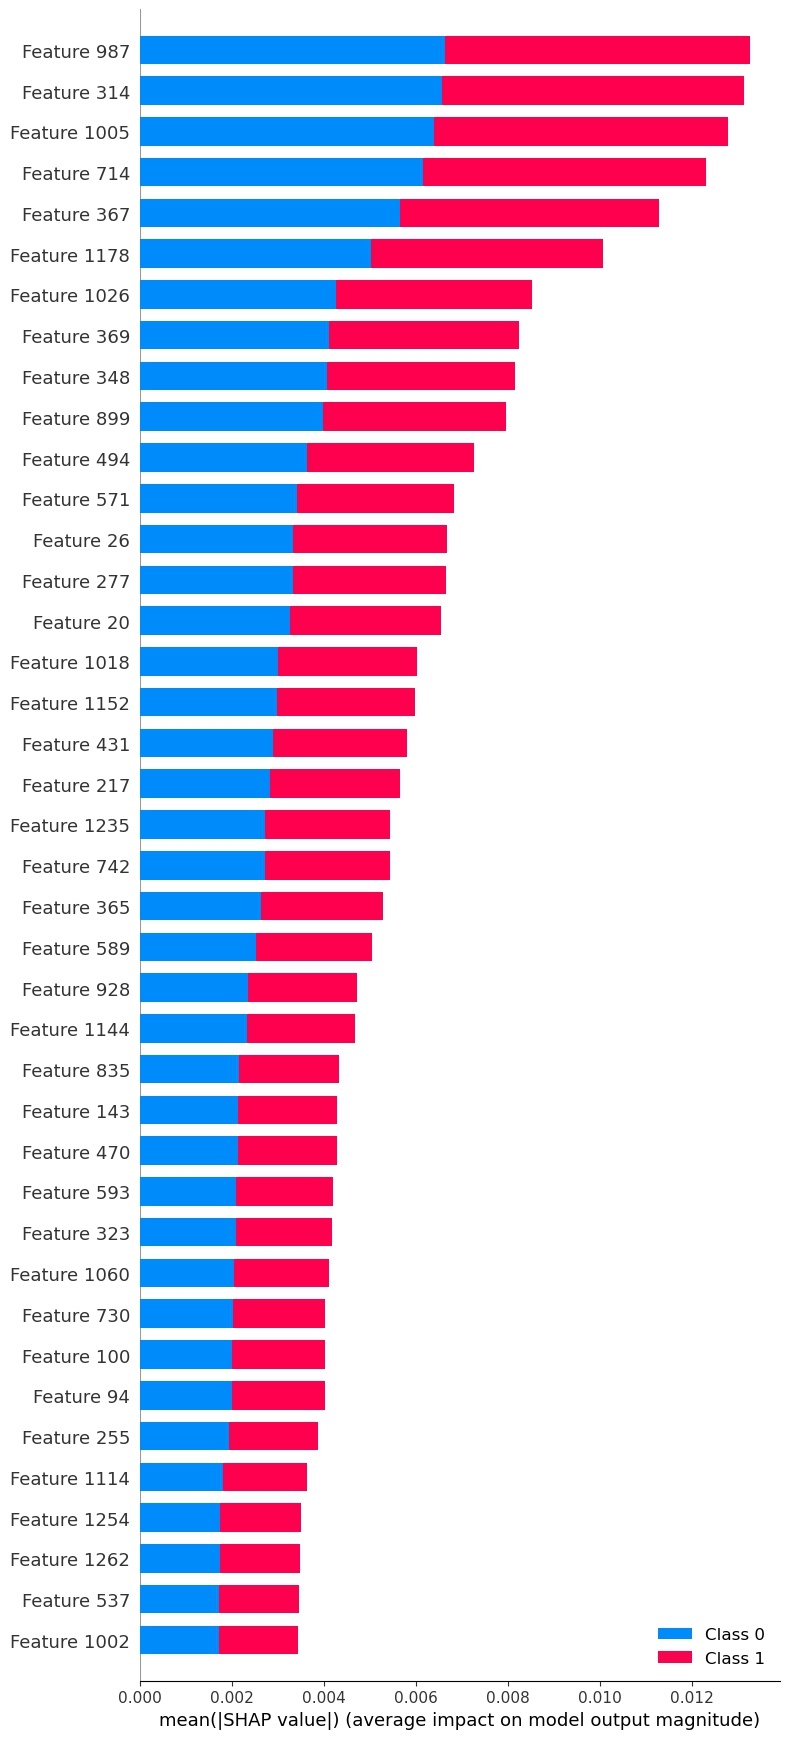 Feature 987
Feature 314
Feature 1005
Feature 714
Feature 367
Feature 1178
Feature 1026
Feature 369
Feature 348
Feature 899
Feature 494
Feature 571
Feature 26
Feature 277
Feature 20
Feature 1018
Feature 1152
Feature 431
Feature 217
Feature 1235
Feature 742
Feature 365
Feature 589
Feature 928
Feature 1144
Feature 835
Feature 143
Feature 470
Feature 593
Feature 323
Feature 1060
Feature 730
Feature 100
Feature 94
Feature 255
Feature 1114
Feature 1254
Feature 1262
Feature 537
Feature 1002
Class 0
Class 1
0.000 0.002 0.004 0.006 0.008 0.010 0.012
mean(|SHAP value|) (average impact on model output magnitude)